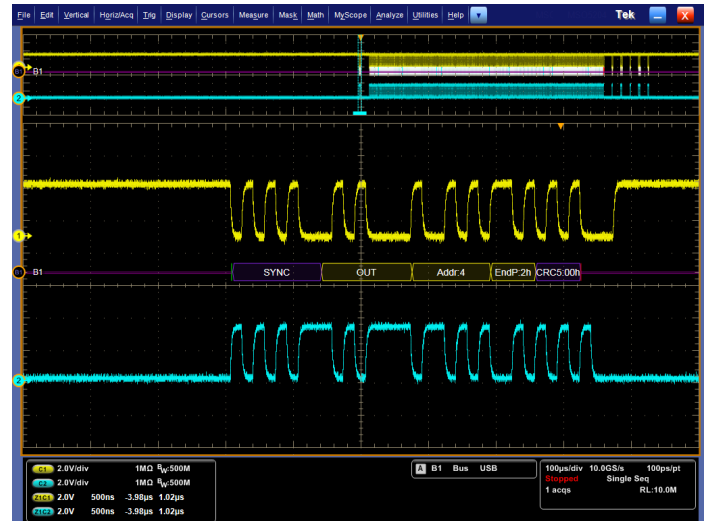 File Edit Vertical Horiz/Acq Trig Display Cursors Measure Mask Math MyScope Analyze Utilities Help Tek X
B1 B1
2
1
B1 B1 SYNC OUT Addr:4 EndP:2h CRC5:00h
2
C1 2.0V/div 1MΩ BW:500M
C2 2.0V/div 1MΩ BW:500M
Z1C1 2.0V 500ns -3.98µs 1.02µs
Z1C2 2.0V 500ns -3.98µs 1.02µs
A B1 Bus USB
100µs/div 10.0GS/s 100ps/pt
Stopped Single Seq
1 acqs RL:10.0M